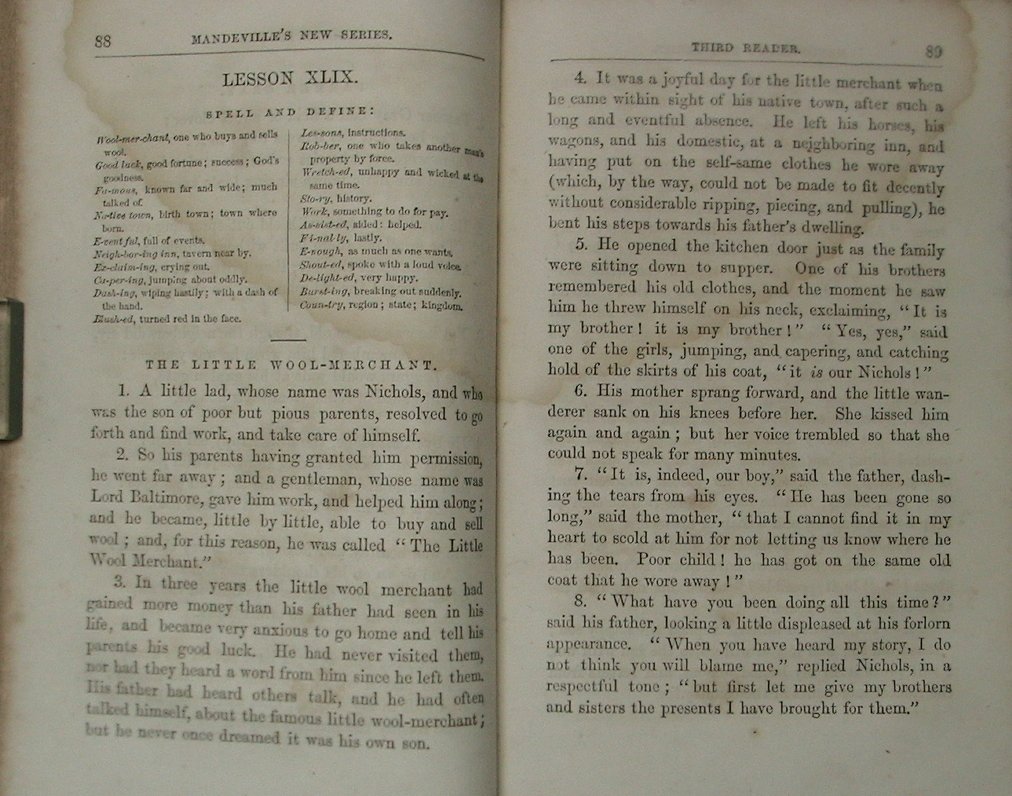 88
MANDEVILLE'S NEW SERIES.
LESSON XLIX.
SPELL AND DEFINE:
Wool-mer-chant, one who buys and sells
wool.
Good luck, good fortune; success; God's
goodness.
Fa-mous, known far and wide; much
talked of.
Na-tive town, birth town; town where
born.
E-vent ful, full of events.
Neigh-bor-ing inn, tavern near by.
Ex-claim-ing, crying out.
Ca-per-ing, jumping about oddly.
Dash-ing, wiping hastily; with a dash of
the hand.
Blush-ed, turned red in the face.
Les-sons, instructions.
Rob-ber, one who takes another man's
property by force.
Wretch-ed, unhappy and wicked at the
same time.
Sto-ry, history.
Work, something to do for pay.
As-sist-ed, aided: helped.
Fi-nal-ly, lastly.
E-nough, as much as one wants.
Shout-ed, spoke with a loud voice.
De-light-ed, very happy.
Burst-ing, breaking out suddenly.
Coun-try, region; state; kingdom.
THE LITTLE WOOL-MERCHANT.
1. A little lad, whose name was Nichols, and who
was the son of poor but pious parents, resolved to go
forth and find work, and take care of himself.
2. So his parents having granted him permission,
he went far away; and a gentleman, whose name was
Lord Baltimore, gave him work, and helped him along;
and he became, little by little, able to buy and sell
wool; and, for this reason, he was called "The Little
Wool Merchant."
3. In three years the little wool merchant had
gained more money than his father had seen in his
life, and became very anxious to go home and tell his
parents his good luck. He had never visited them,
nor had they heard a word from him since he left them.
His father had heard others talk, and he had often
talked himself, about the famous little wool-merchant;
but he never once dreamed it was his own son.
THIRD READER.
89
4. It was a joyful day for the little merchant when
he came within sight of his native town, after such a
long and eventful absence. He left his horses, his
wagons, and his domestic, at a neighboring inn, and
having put on the self-same clothes he wore away
(which, by the way, could not be made to fit decently
without considerable ripping, piecing, and pulling), he
bent his steps towards his father's dwelling.
5. He opened the kitchen door just as the family
were sitting down to supper. One of his brothers
remembered his old clothes, and the moment he saw
him he threw himself on his neck, exclaiming, "It is
my brother! it is my brother!" "Yes, yes," said
one of the girls, jumping, and capering, and catching
hold of the skirts of his coat, "it is our Nichols!"
6. His mother sprang forward, and the little wan-
derer sank on his knees before her. She kissed him
again and again; but her voice trembled so that she
could not speak for many minutes.
7. "It is, indeed, our boy," said the father, dash-
ing the tears from his eyes. "He has been gone so
long," said the mother, "that I cannot find it in my
heart to scold at him for not letting us know where he
has been. Poor child! he has got on the same old
coat that he wore away!"
8. "What have you been doing all this time?"
said his father, looking a little displeased at his forlorn
appearance. "When you have heard my story, I do
not think you will blame me," replied Nichols, in a
respectful tone; "but first let me give my brothers
and sisters the presents I have brought for them."